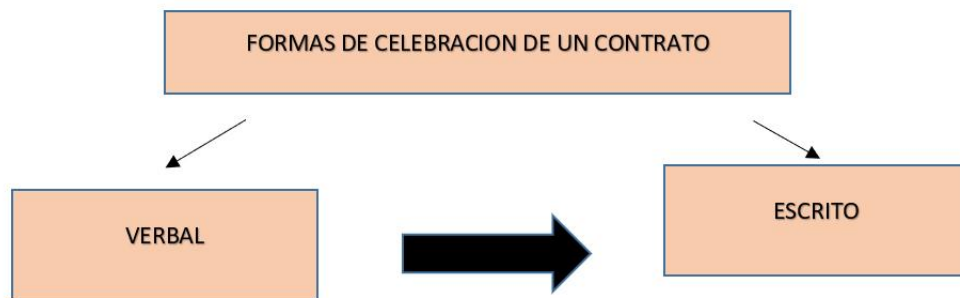 FORMAS DE CELEBRACION DE UN CONTRATO
VERBAL
ESCRITO